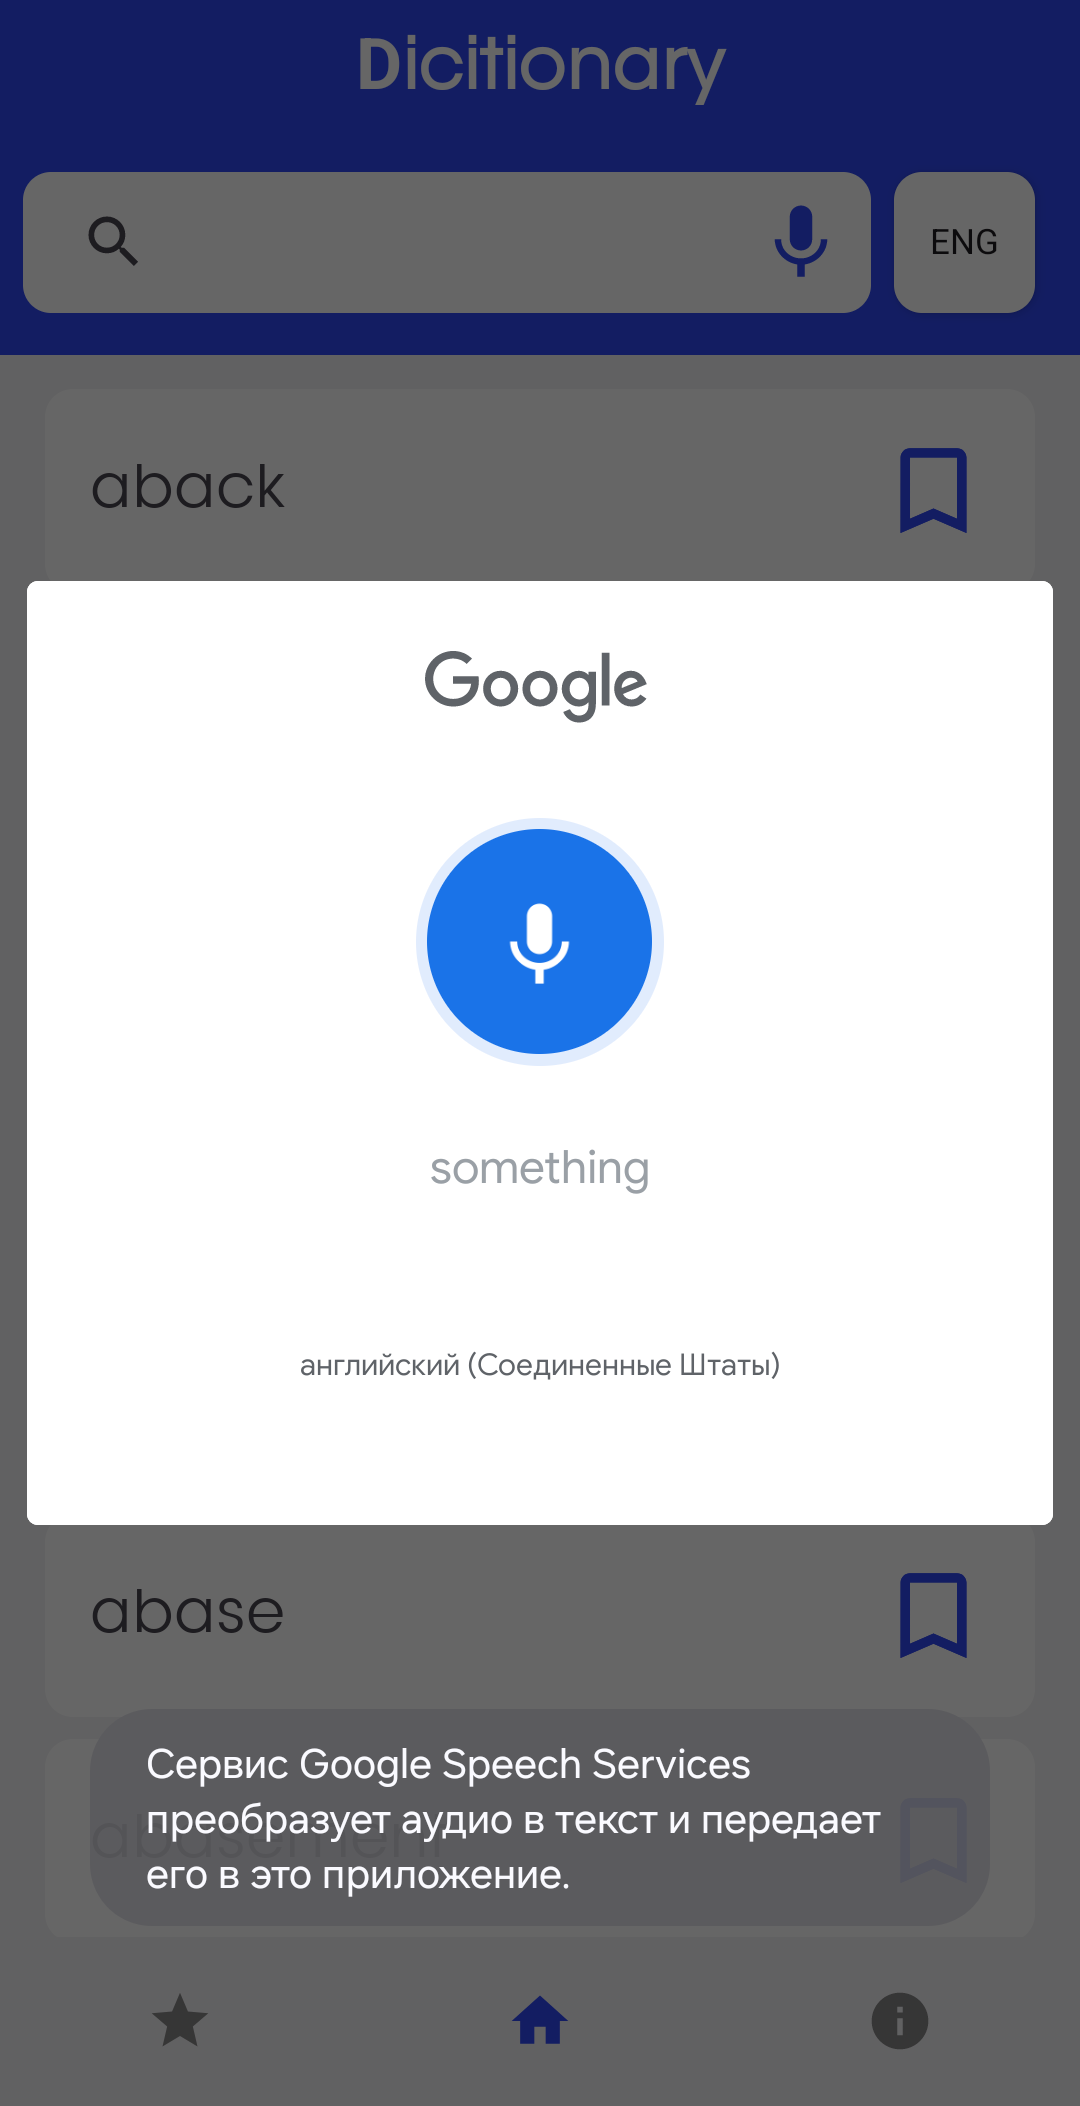 Dicitionary
ENG
aback
Google
something
английский (Соединенные Штаты)
abase
abasement
Сервис Google Speech Services
преобразует аудио в текст и передает
его в это приложение.